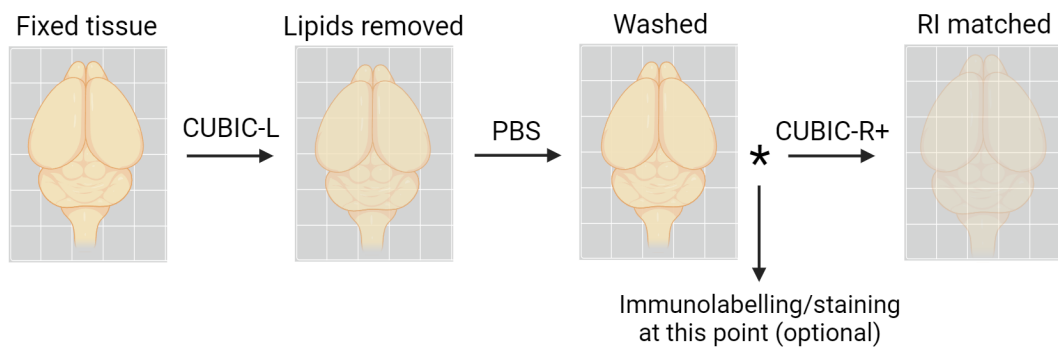 Fixed tissue
Lipids removed
Washed
RI matched
CUBIC-L
PBS
*
CUBIC-R+
Immunolabelling/staining
at this point (optional)